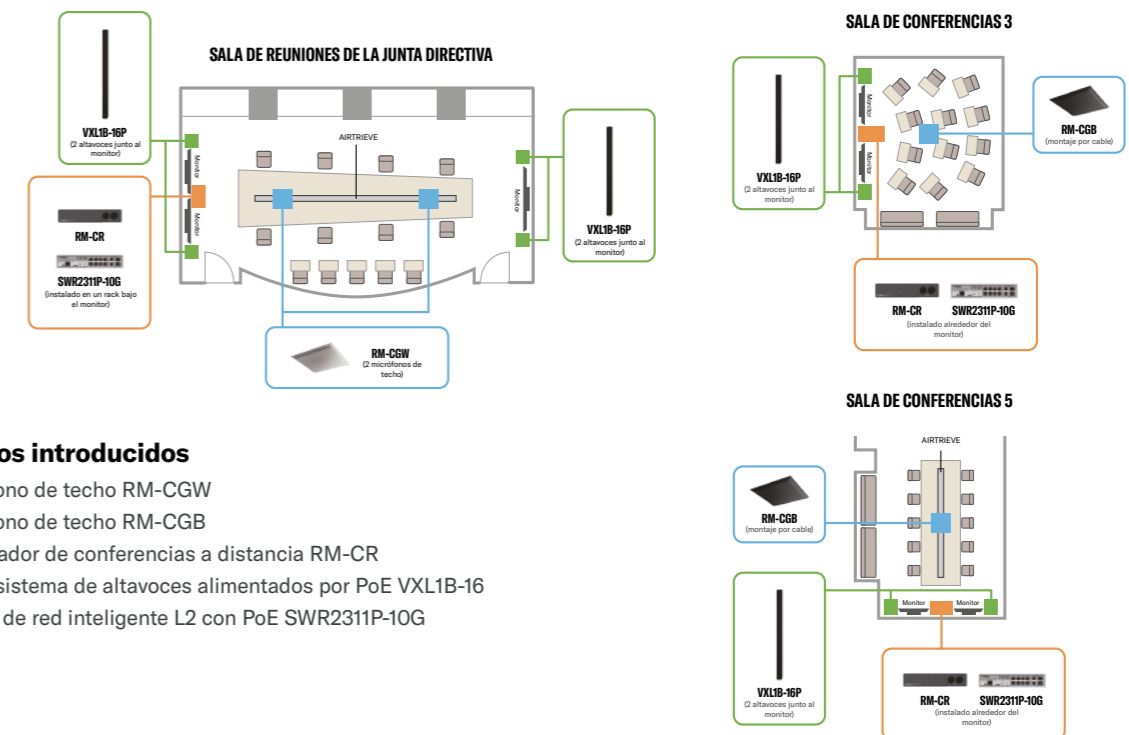 SALA DE REUNIONES DE LA JUNTA DIRECTIVA
VXL1B-16P
(2 altavoces junto al
monitor)
RM-CR
SWR2311P-10G
(instalado en un rack bajo
el monitor)
Monitor
Monitor
AIRTRIEVE
Monitor
VXL1B-16P
(2 altavoces junto al
monitor)
RM-CGW
(2 micrófonos de
techo)
SALA DE CONFERENCIAS 3
VXL1B-16P
(2 altavoces junto al
monitor)
Monitor
Monitor
RM-CGB
(montaje por cable)
RM-CR SWR2311P-10G
(instalado alrededor del
monitor)
os introducidos
ono de techo RM-CGW
ono de techo RM-CGB
ador de conferencias a distancia RM-CR
sistema de altavoces alimentados por PoE VXL1B-16
de red inteligente L2 con PoE SWR2311P-10G
SALA DE CONFERENCIAS 5
AIRTRIEVE
RM-CGB
(montaje por cable)
Monitor Monitor
VXL1B-16P
(2 altavoces junto al
monitor)
RM-CR SWR2311P-10G
(instalado alrededor del
monitor)